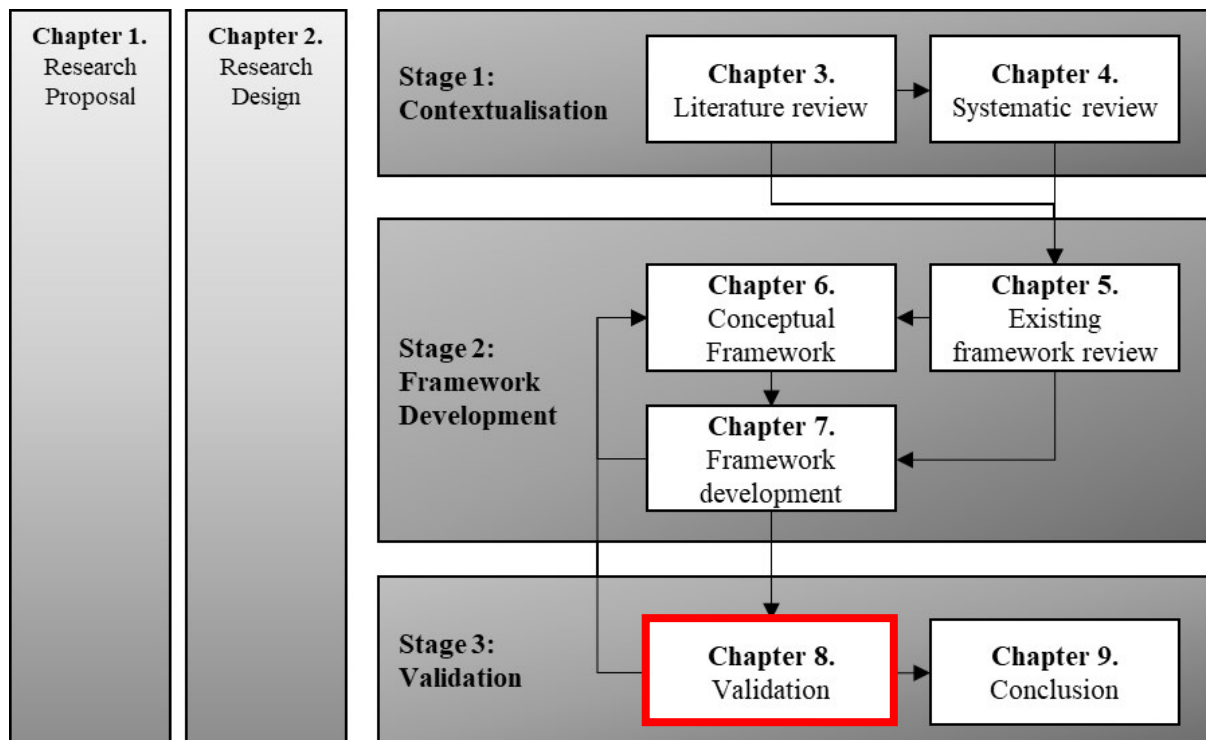 Chapter 1.
Research
Proposal
Chapter 2.
Research
Design
Stage 1:
Contextualisation
Chapter 3.
Literature review
Chapter 4.
Systematic review
Stage 2:
Framework
Development
Chapter 6.
Conceptual
Framework
Chapter 5.
Existing
framework review
Chapter 7.
Framework
development
Stage 3:
Validation
Chapter 8.
Validation
Chapter 9.
Conclusion